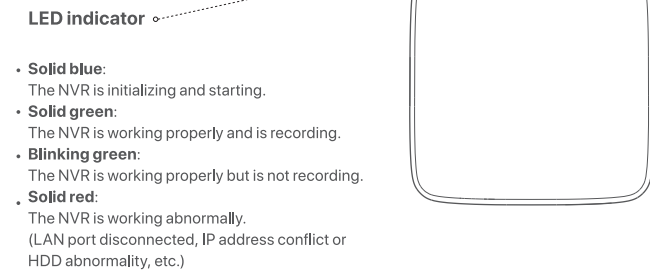 LED indicator
• Solid blue:
The NVR is initializing and starting.
• Solid green:
The NVR is working properly and is recording.
• Blinking green:
The NVR is working properly but is not recording.
• Solid red:
The NVR is working abnormally.
(LAN port disconnected, IP address conflict or
HDD abnormality, etc.)